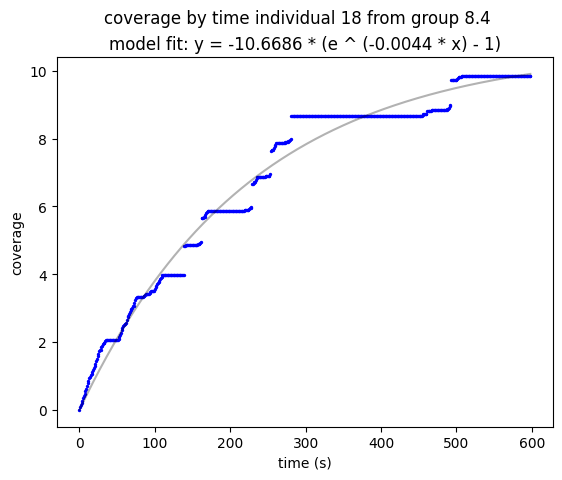 coverage by time individual 18 from group 8.4
model fit: y = -10.6686 * (e ^ (-0.0044 * x) - 1)
10
8
6
4
2
0
coverage
0 100 200 300 400 500 600
time (s)